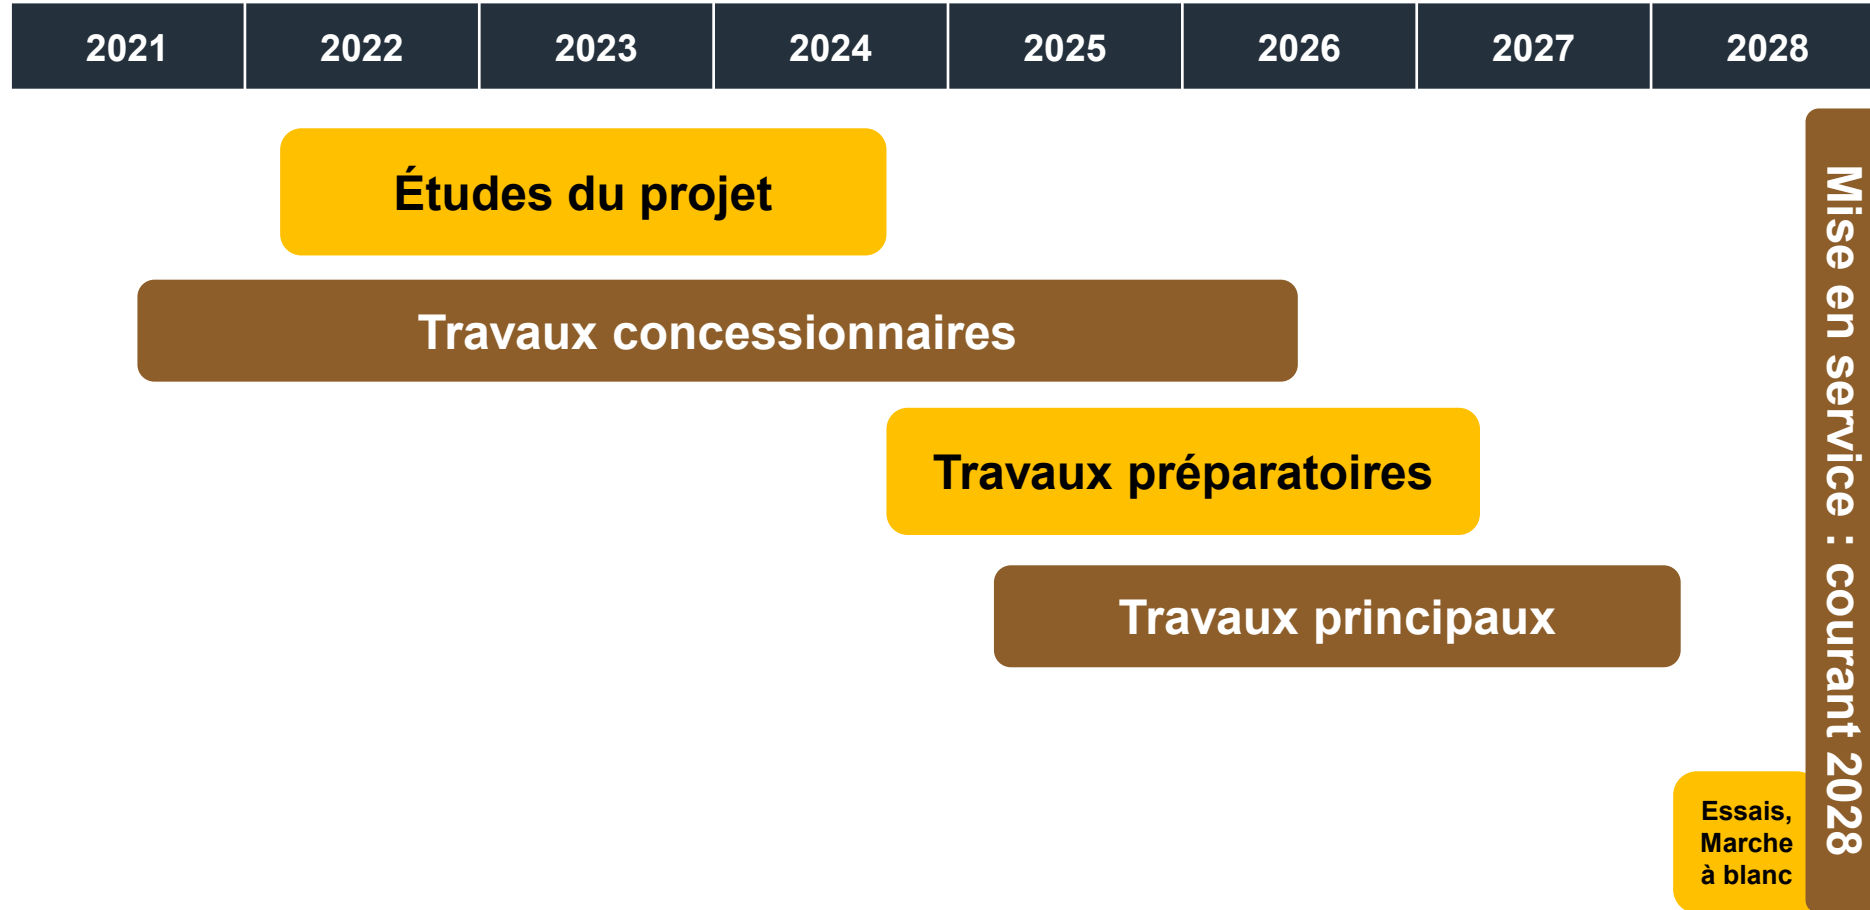 2021 2022 2023 2024 2025 2026 2027 2028
Études du projet
Travaux concessionnaires
Travaux préparatoires
Travaux principaux
Essais,
Marche
à blanc
Mise en service : courant 2028